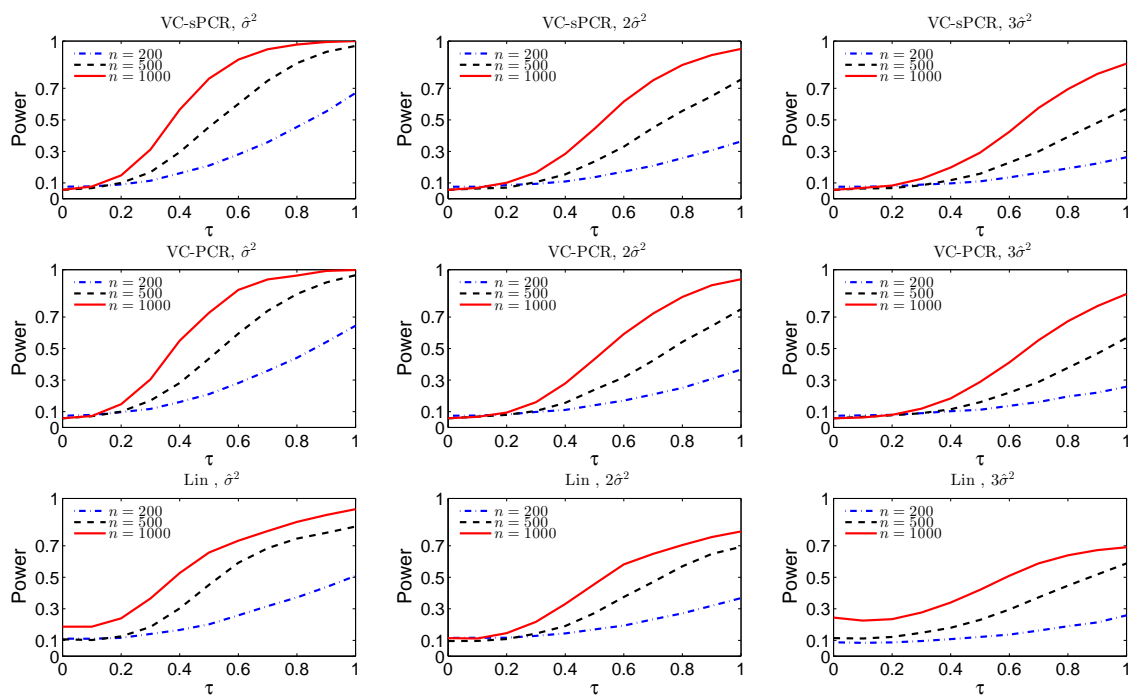 VC-sPCR, σ̂²
Power
1
0.7
0.5
0.3
0.1
0
n = 200
n = 500
n = 1000
0 0.2 0.4 0.6 0.8 1
τ
VC-sPCR, 2σ̂²
Power
1
0.7
0.5
0.3
0.1
0
n = 200
n = 500
n = 1000
0 0.2 0.4 0.6 0.8 1
τ
VC-sPCR, 3σ̂²
Power
1
0.7
0.5
0.3
0.1
0
n = 200
n = 500
n = 1000
0 0.2 0.4 0.6 0.8 1
τ
VC-PCR, σ̂²
Power
1
0.7
0.5
0.3
0.1
0
n = 200
n = 500
n = 1000
0 0.2 0.4 0.6 0.8 1
τ
VC-PCR, 2σ̂²
Power
1
0.7
0.5
0.3
0.1
0
n = 200
n = 500
n = 1000
0 0.2 0.4 0.6 0.8 1
τ
VC-PCR, 3σ̂²
Power
1
0.7
0.5
0.3
0.1
0
n = 200
n = 500
n = 1000
0 0.2 0.4 0.6 0.8 1
τ
Lin , σ̂²
Power
1
0.7
0.5
0.3
0.1
0
n = 200
n = 500
n = 1000
0 0.2 0.4 0.6 0.8 1
τ
Lin , 2σ̂²
Power
1
0.7
0.5
0.3
0.1
0
n = 200
n = 500
n = 1000
0 0.2 0.4 0.6 0.8 1
τ
Lin , 3σ̂²
Power
1
0.7
0.5
0.3
0.1
0
n = 200
n = 500
n = 1000
0 0.2 0.4 0.6 0.8 1
τ